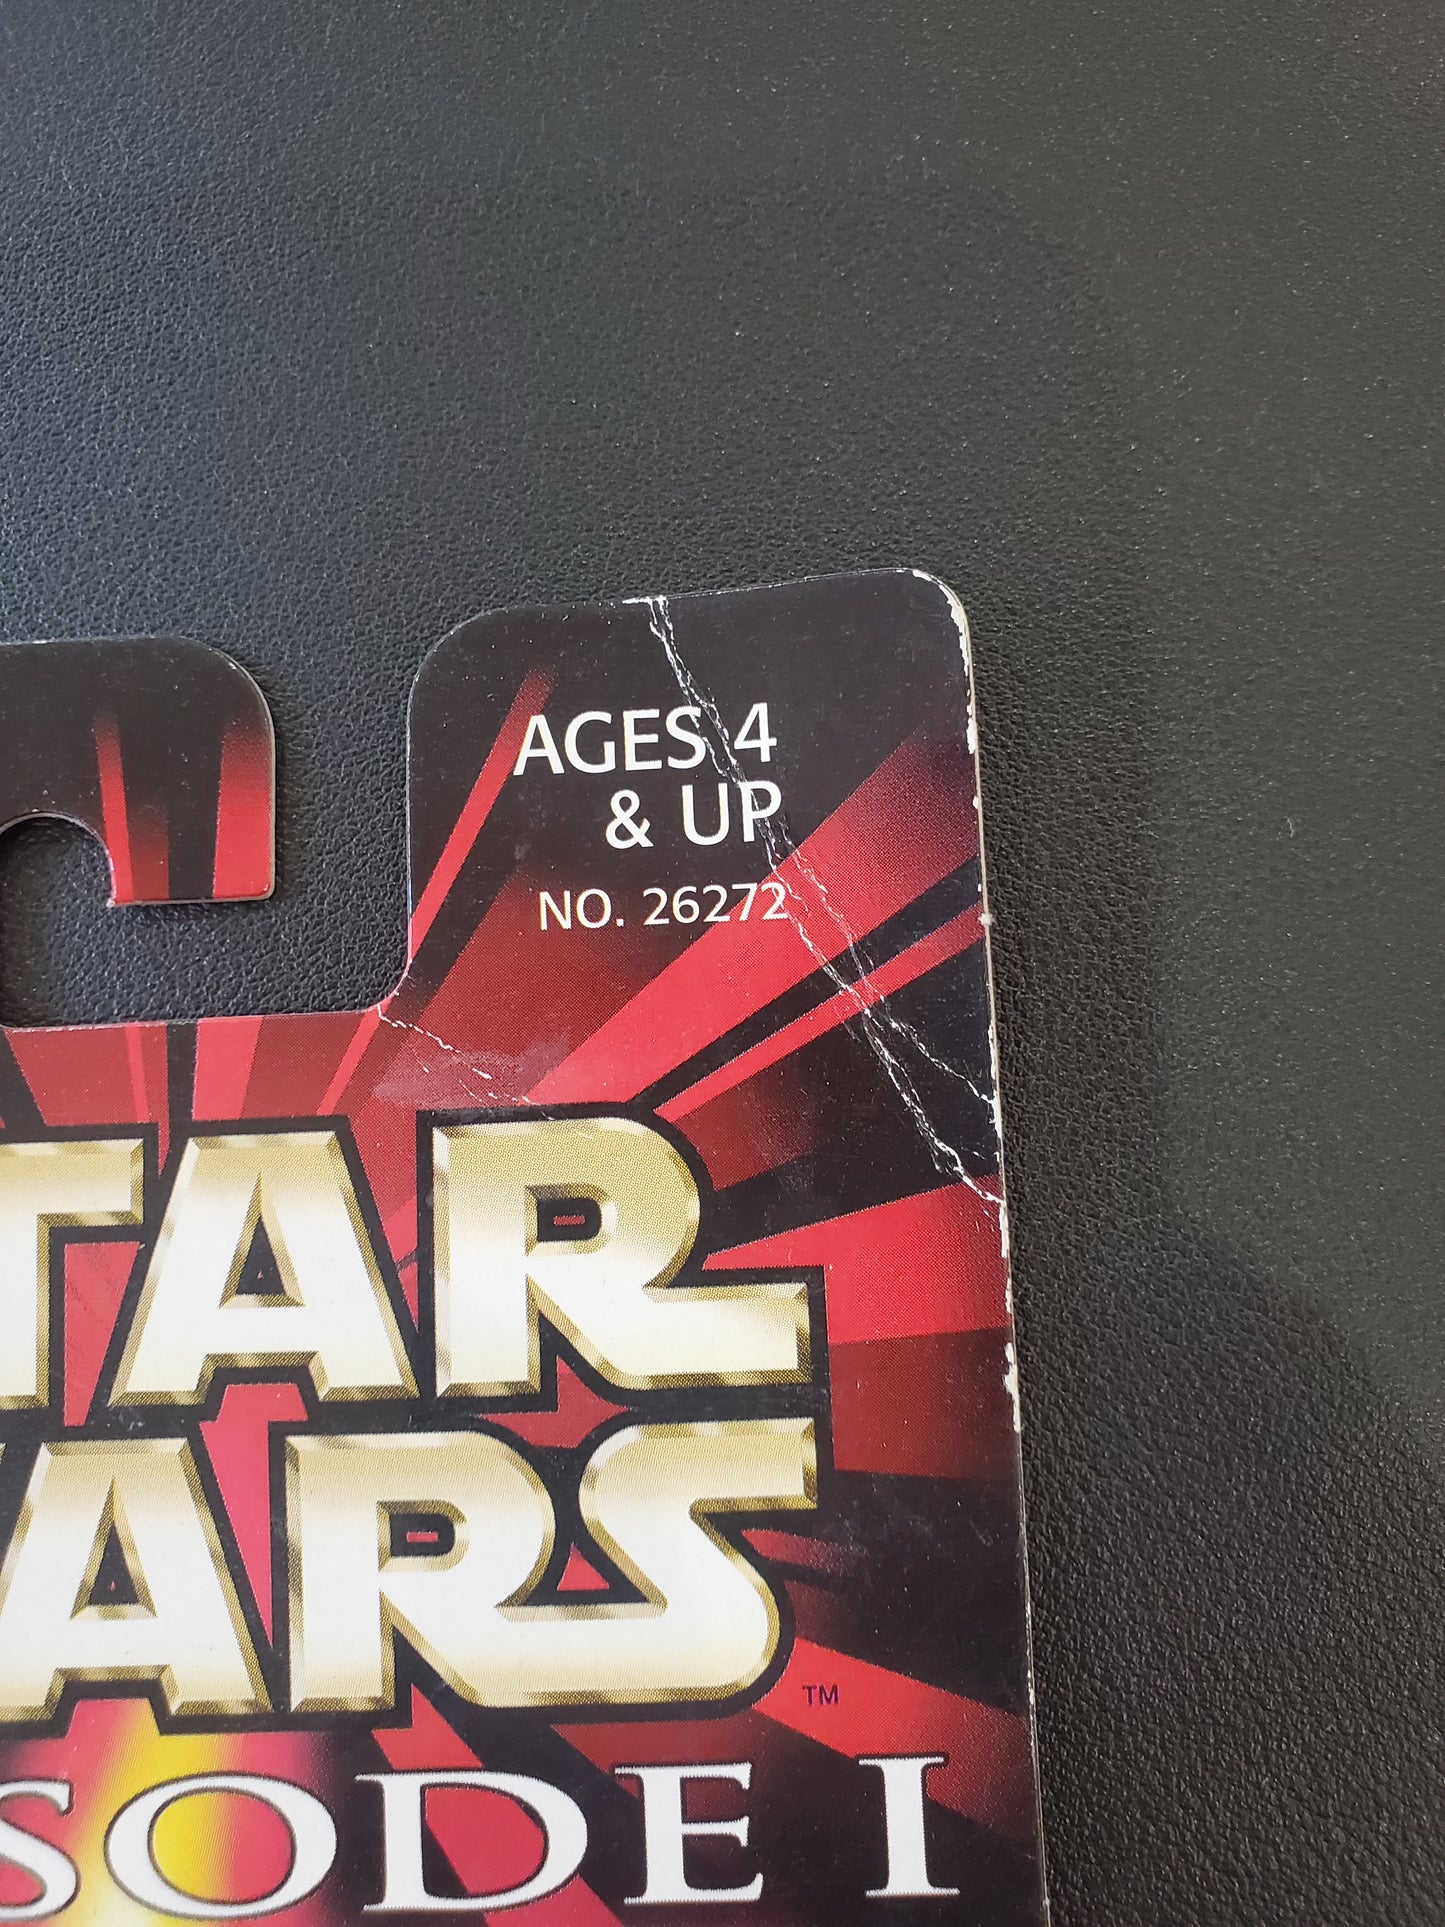 AGES 4
& UP
NO. 26272
TAR
ARS
TM
SODE I